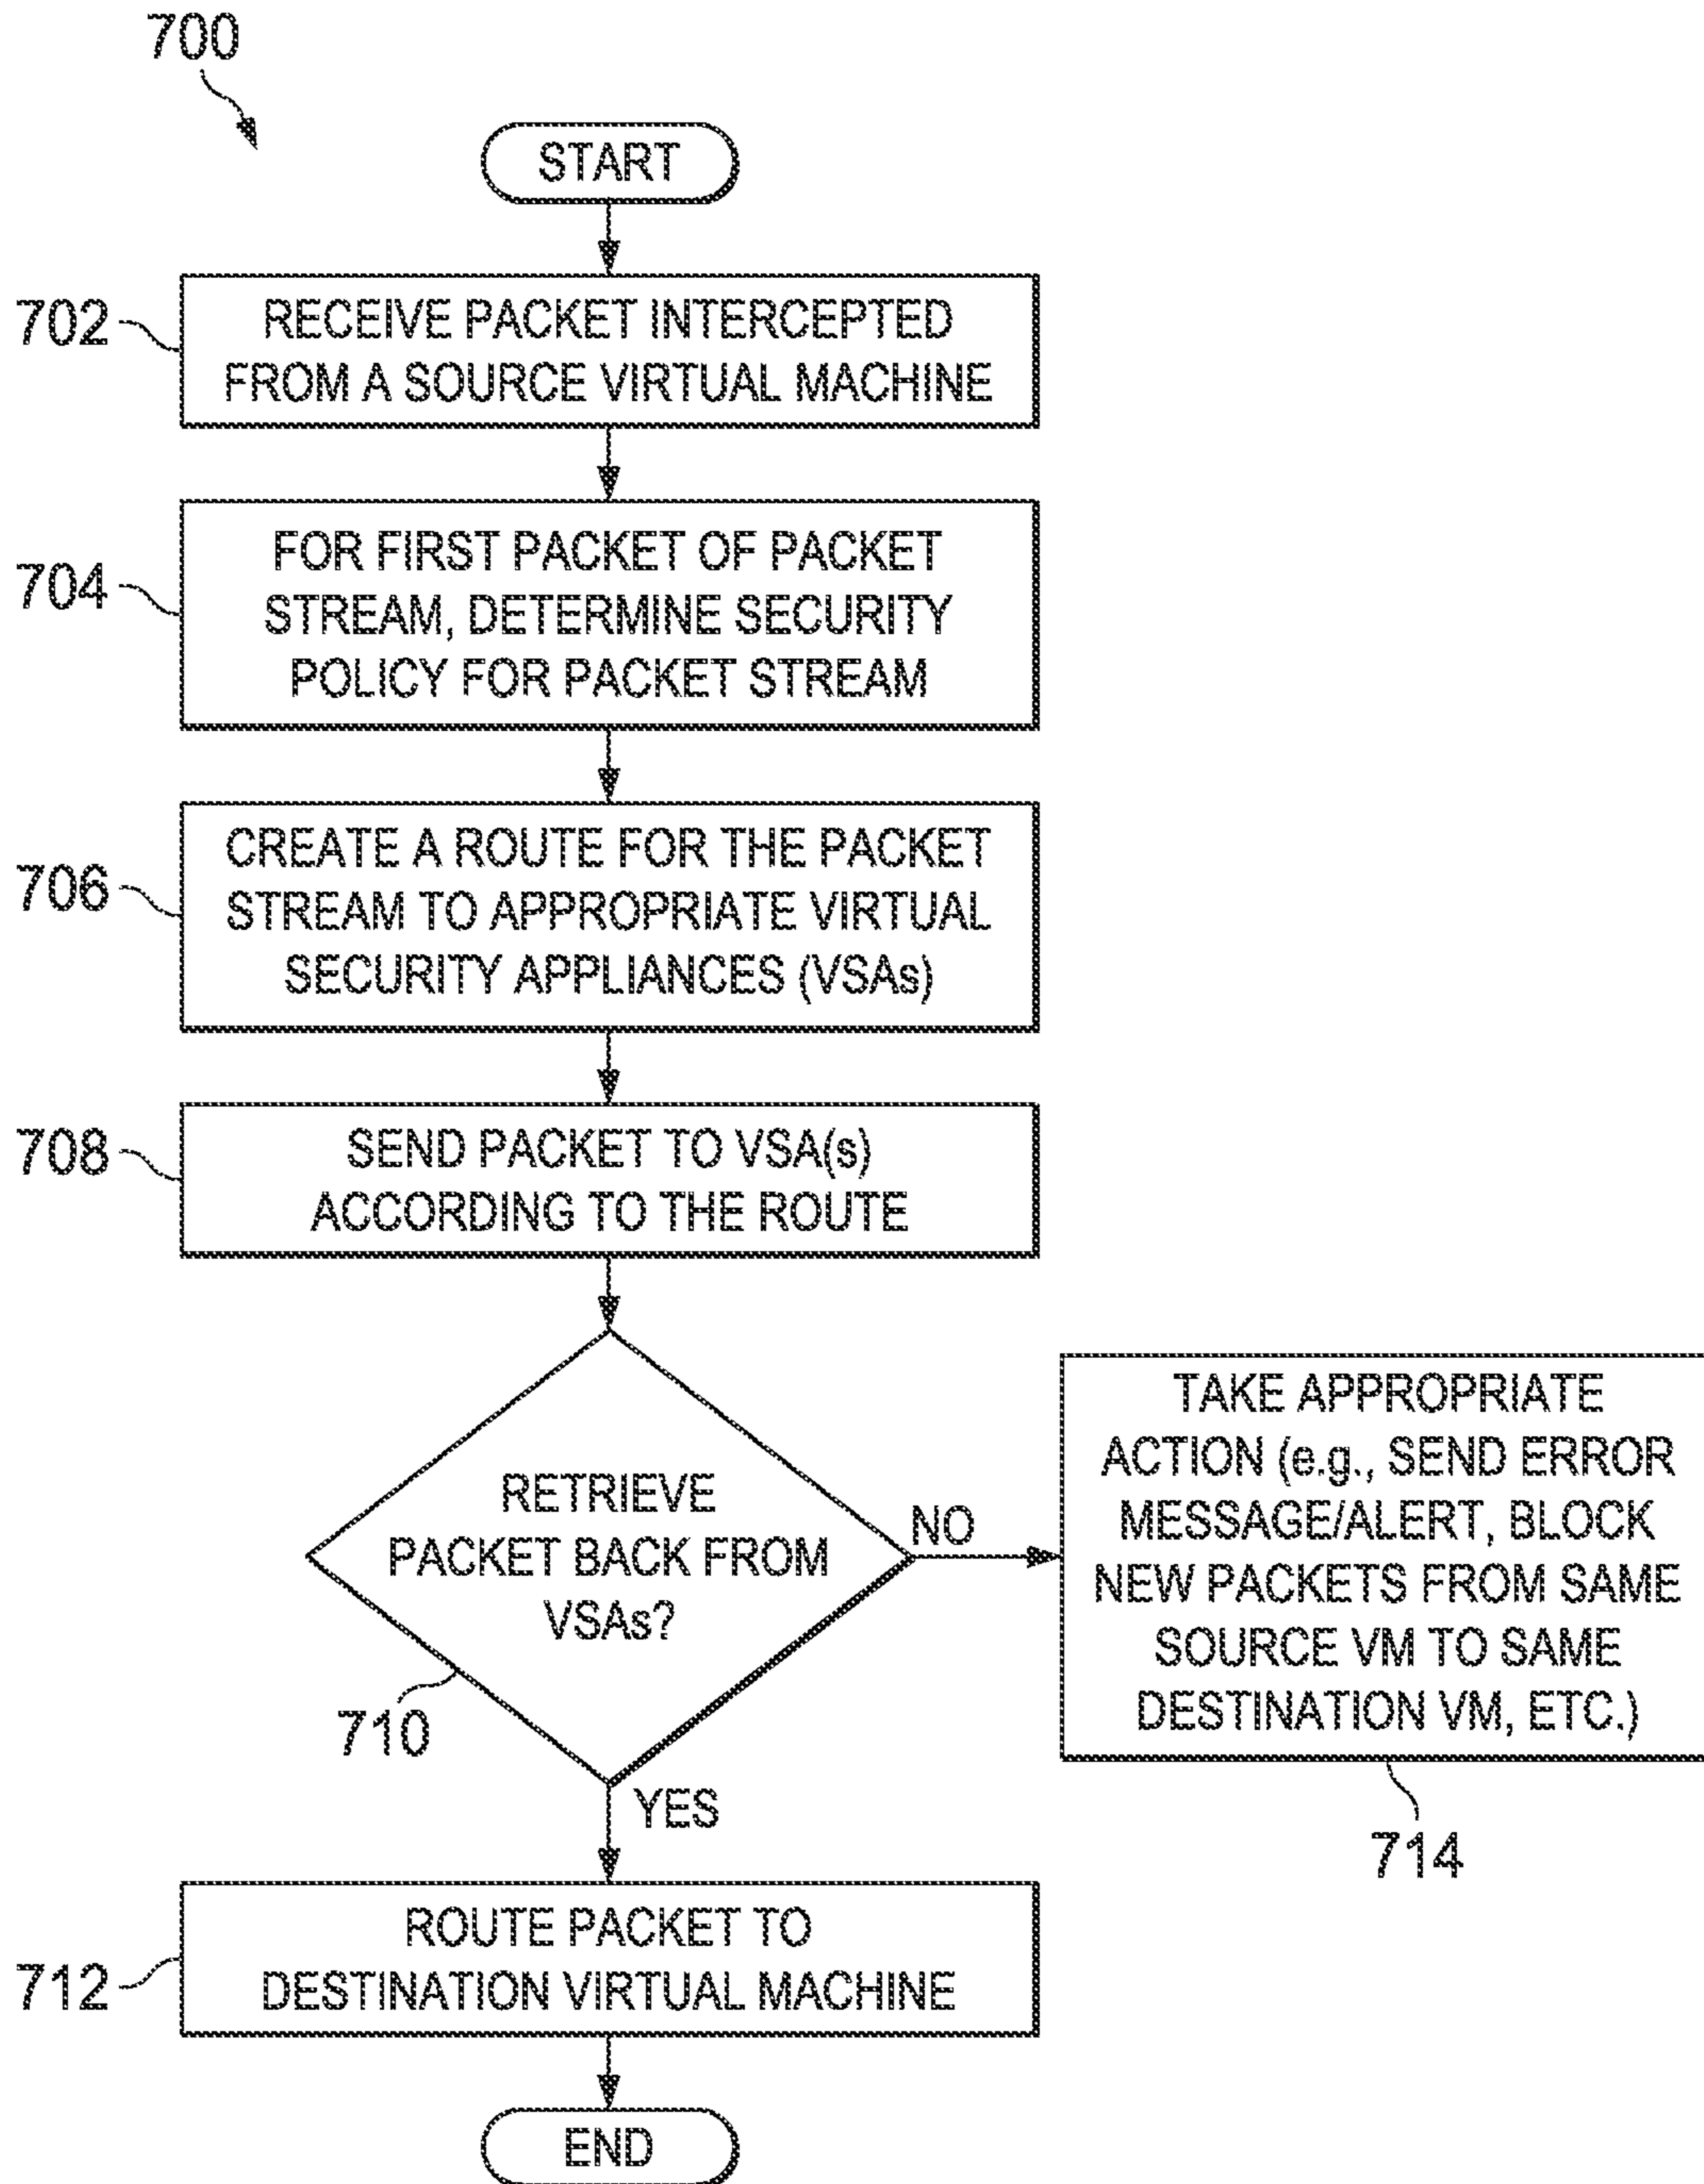 700
START
702
RECEIVE PACKET INTERCEPTED
FROM A SOURCE VIRTUAL MACHINE
704
FOR FIRST PACKET OF PACKET
STREAM, DETERMINE SECURITY
POLICY FOR PACKET STREAM
706
CREATE A ROUTE FOR THE PACKET
STREAM TO APPROPRIATE VIRTUAL
SECURITY APPLIANCES (VSAs)
708
SEND PACKET TO VSA(s)
ACCORDING TO THE ROUTE
RETRIEVE
PACKET BACK FROM
VSAs?
710
NO
TAKE APPROPRIATE
ACTION (e.g., SEND ERROR
MESSAGE/ALERT, BLOCK
NEW PACKETS FROM SAME
SOURCE VM TO SAME
DESTINATION VM, ETC.)
714
YES
712
ROUTE PACKET TO
DESTINATION VIRTUAL MACHINE
END